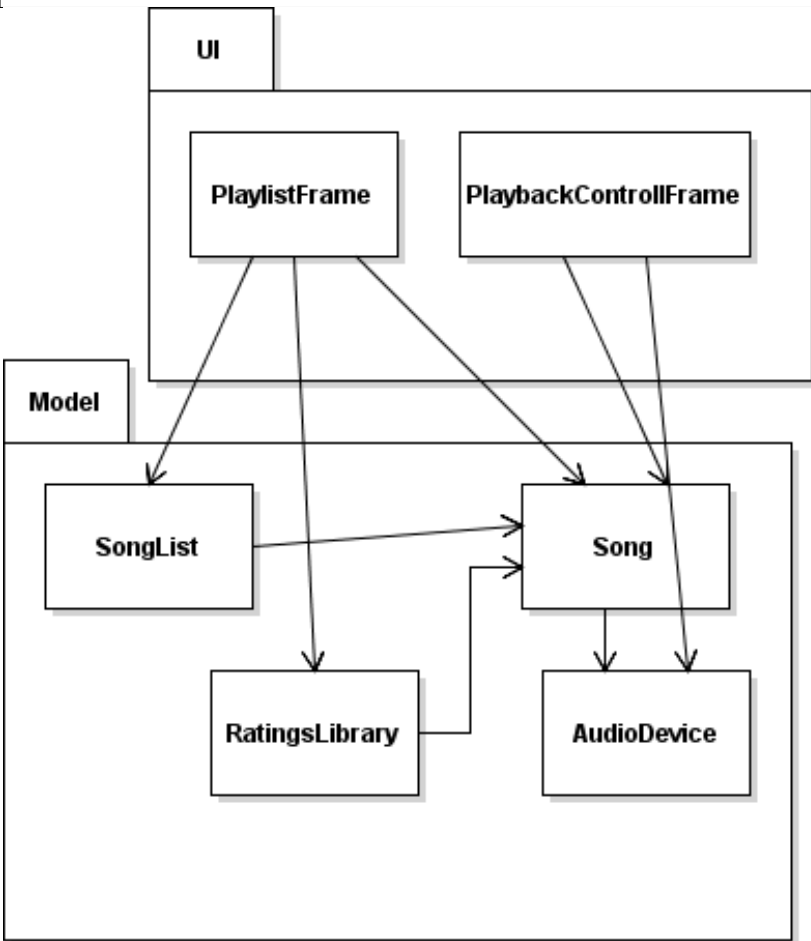 UI
PlaylistFrame
PlaybackControllFrame
Model
SongList
Song
RatingsLibrary
AudioDevice